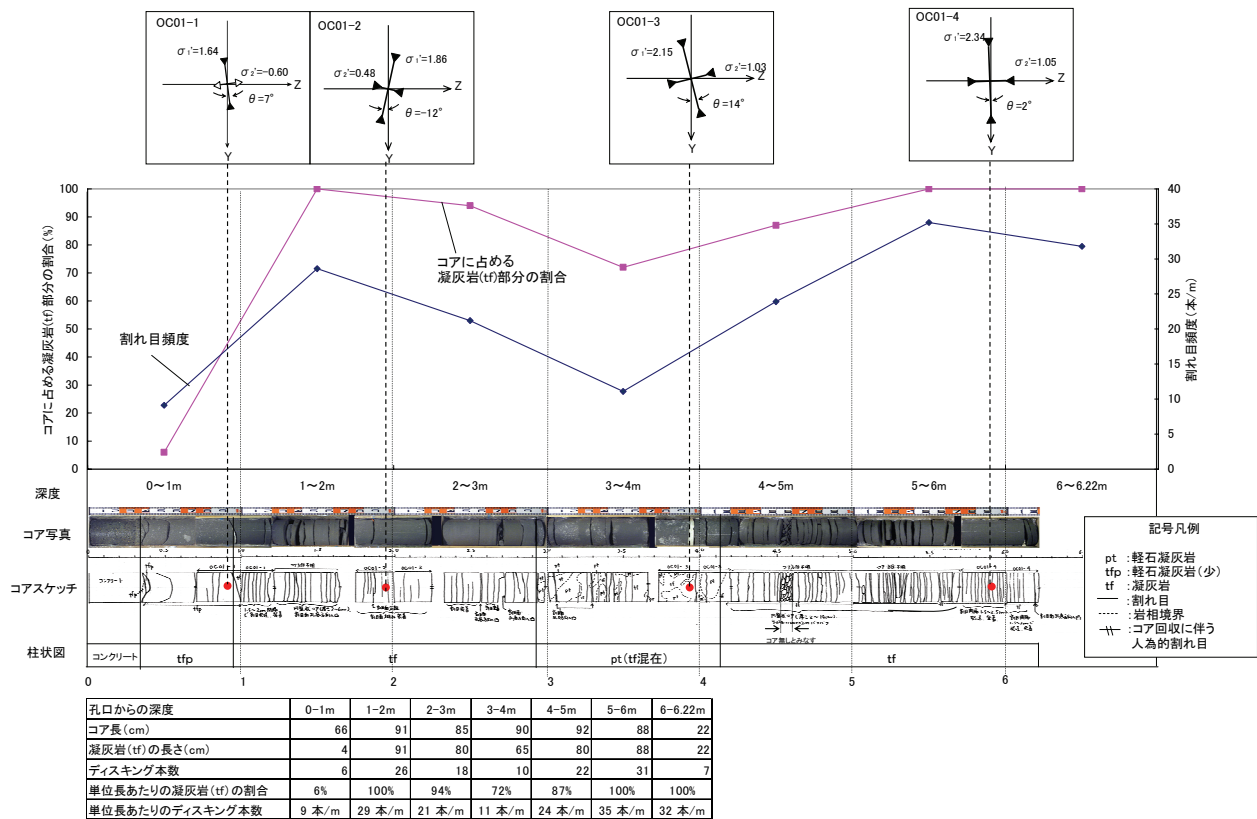 OC01-1
σ1'=1.64
σ2'=-0.60
Z
θ=7°
Y
OC01-2
σ1'=1.86
σ2'=0.48
Z
θ=-12°
Y
OC01-3
σ1'=2.15
σ2'=1.03
Z
θ=14°
Y
OC01-4
σ1'=2.34
σ2'=1.05
Z
θ=2°
Y
コアに占める凝灰岩(tf)部分の割合(%)
100
90
80
70
60
50
40
30
20
10
0
割れ目頻度(本/m)
40
35
30
25
20
15
10
5
0
コアに占める
凝灰岩(tf)部分の割合
割れ目頻度
深度 0～1m 1～2m 2～3m 3～4m 4～5m 5～6m 6～6.22m
コア写真
コアスケッチ
コンクリート
tfp
コア無しとみなす
柱状図 コンクリート tfp tf pt(tf混在) tf
0 1 2 3 4 5 6
記号凡例
pt :軽石凝灰岩
tfp :軽石凝灰岩(少)
tf :凝灰岩
:割れ目
:岩相境界
:コア回収に伴う
人為的割れ目
孔口からの深度 0-1m 1-2m 2-3m 3-4m 4-5m 5-6m 6-6.22m
コア長(cm) 66 91 85 90 92 88 22
凝灰岩(tf)の長さ(cm) 4 91 80 65 80 88 22
ディスキング本数 6 26 18 10 22 31 7
単位長あたりの凝灰岩(tf)の割合 6% 100% 94% 72% 87% 100% 100%
単位長あたりのディスキング本数 9 本/m 29 本/m 21 本/m 11 本/m 24 本/m 35 本/m 32 本/m